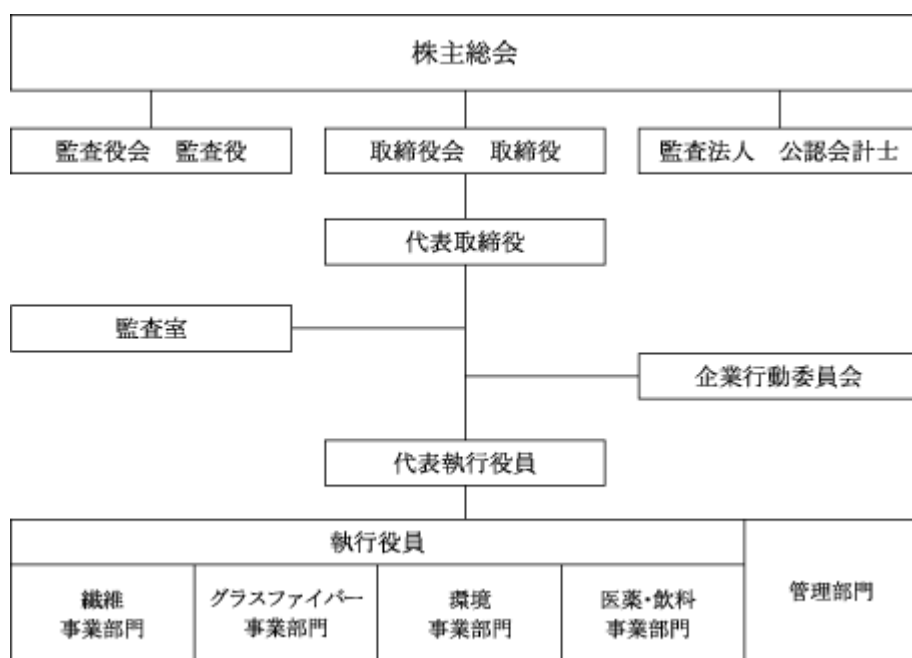 株主総会
監査役会　監査役
取締役会　取締役
監査法人　公認会計士
代表取締役
監査室
企業行動委員会
代表執行役員
執行役員
管理部門
繊維
事業部門
グラスファイバー
事業部門
環境
事業部門
医薬・飲料
事業部門